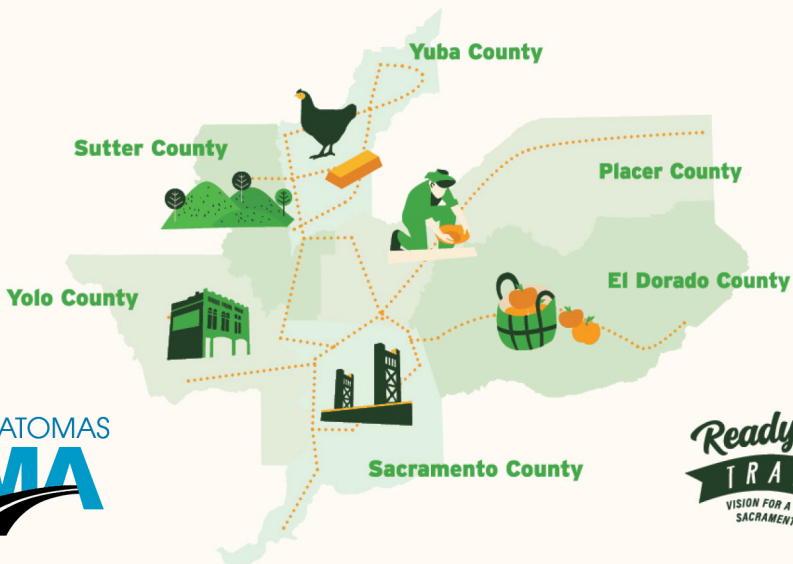 Yuba County
Sutter County
Placer County
El Dorado County
Yolo County
Sacramento County
ATOMAS
MA
Ready
TRA
VISION FOR A
SACRAMENT